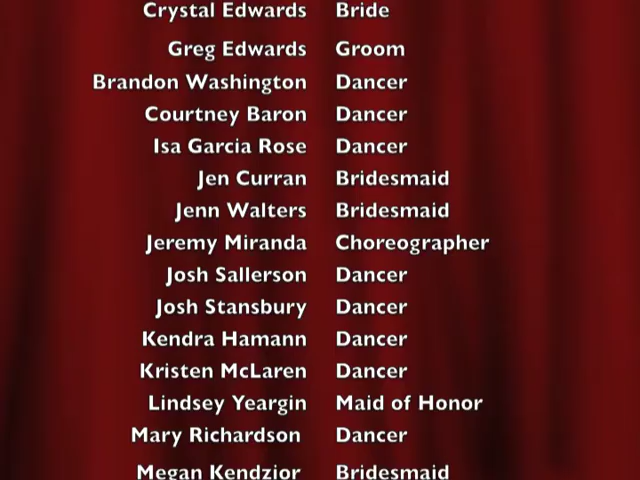 Crystal Edwards Bride
Greg Edwards Groom
Brandon Washington Dancer
Courtney Baron Dancer
Isa Garcia Rose Dancer
Jen Curran Bridesmaid
Jenn Walters Bridesmaid
Jeremy Miranda Choreographer
Josh Sallerson Dancer
Josh Stansbury Dancer
Kendra Hamann Dancer
Kristen McLaren Dancer
Lindsey Yeargin Maid of Honor
Mary Richardson Dancer
Megan Kendzior Bridesmaid